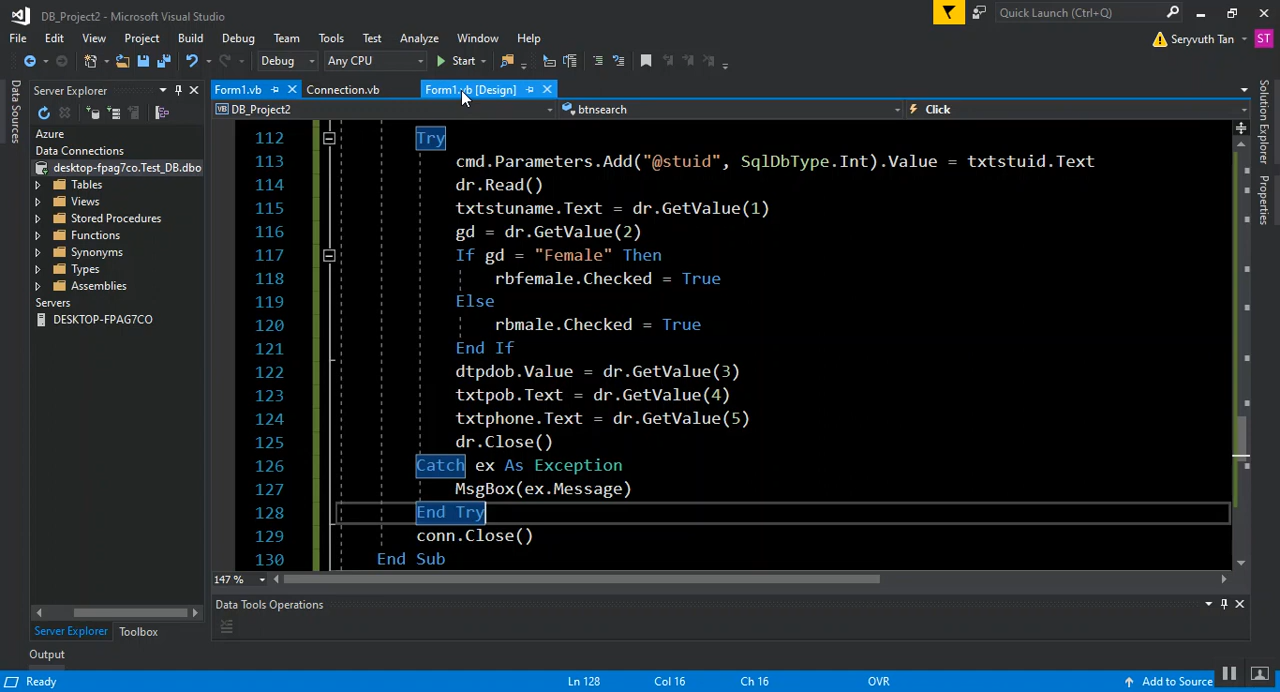 DB_Project2 - Microsoft Visual Studio
Quick Launch (Ctrl+Q)
File Edit View Project Build Debug Team Tools Test Analyze Window Help
Seryvuth Tan ST
Debug Any CPU Start
Data Sources
Server Explorer
Form1.vb Connection.vb Form1.vb [Design]
DB_Project2 btnsearch Click
Solution Explorer
Properties
Azure
Data Connections
desktop-fpag7co.Test_DB.dbo
Tables
Views
Stored Procedures
Functions
Synonyms
Types
Assemblies
Servers
DESKTOP-FPAG7CO
112 Try
113 cmd.Parameters.Add("@stuid", SqlDbType.Int).Value = txtstuid.Text
114 dr.Read()
115 txtstuname.Text = dr.GetValue(1)
116 gd = dr.GetValue(2)
117 If gd = "Female" Then
118 rbfemale.Checked = True
119 Else
120 rbmale.Checked = True
121 End If
122 dtpdob.Value = dr.GetValue(3)
123 txtpob.Text = dr.GetValue(4)
124 txtphone.Text = dr.GetValue(5)
125 dr.Close()
126 Catch ex As Exception
127 MsgBox(ex.Message)
128 End Try
129 conn.Close()
130 End Sub
147 %
Data Tools Operations
Server Explorer Toolbox
Output
Ready Ln 128 Col 16 Ch 16 OVR Add to Source